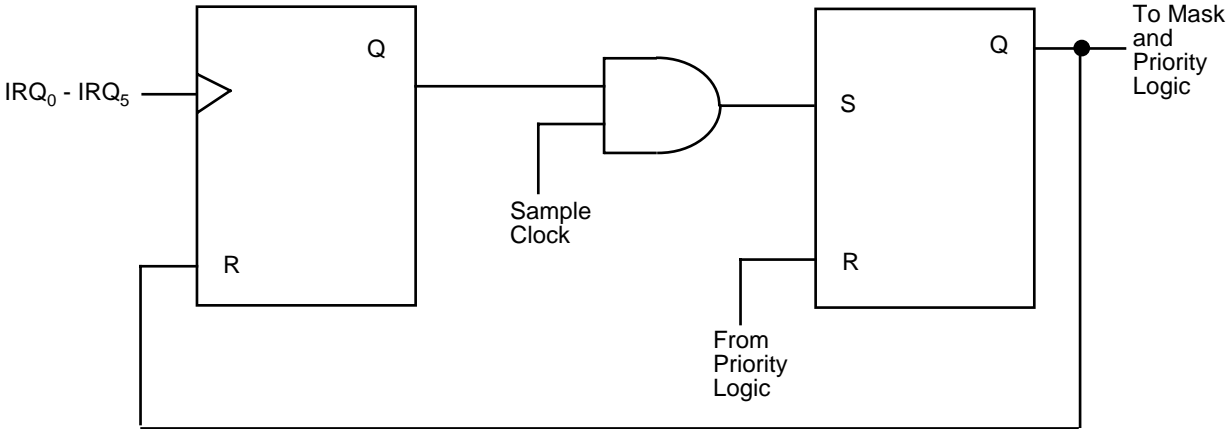 Q
IRQ₀ - IRQ₅
R
Sample
Clock
S
Q
R
From
Priority
Logic
To Mask
and
Priority
Logic